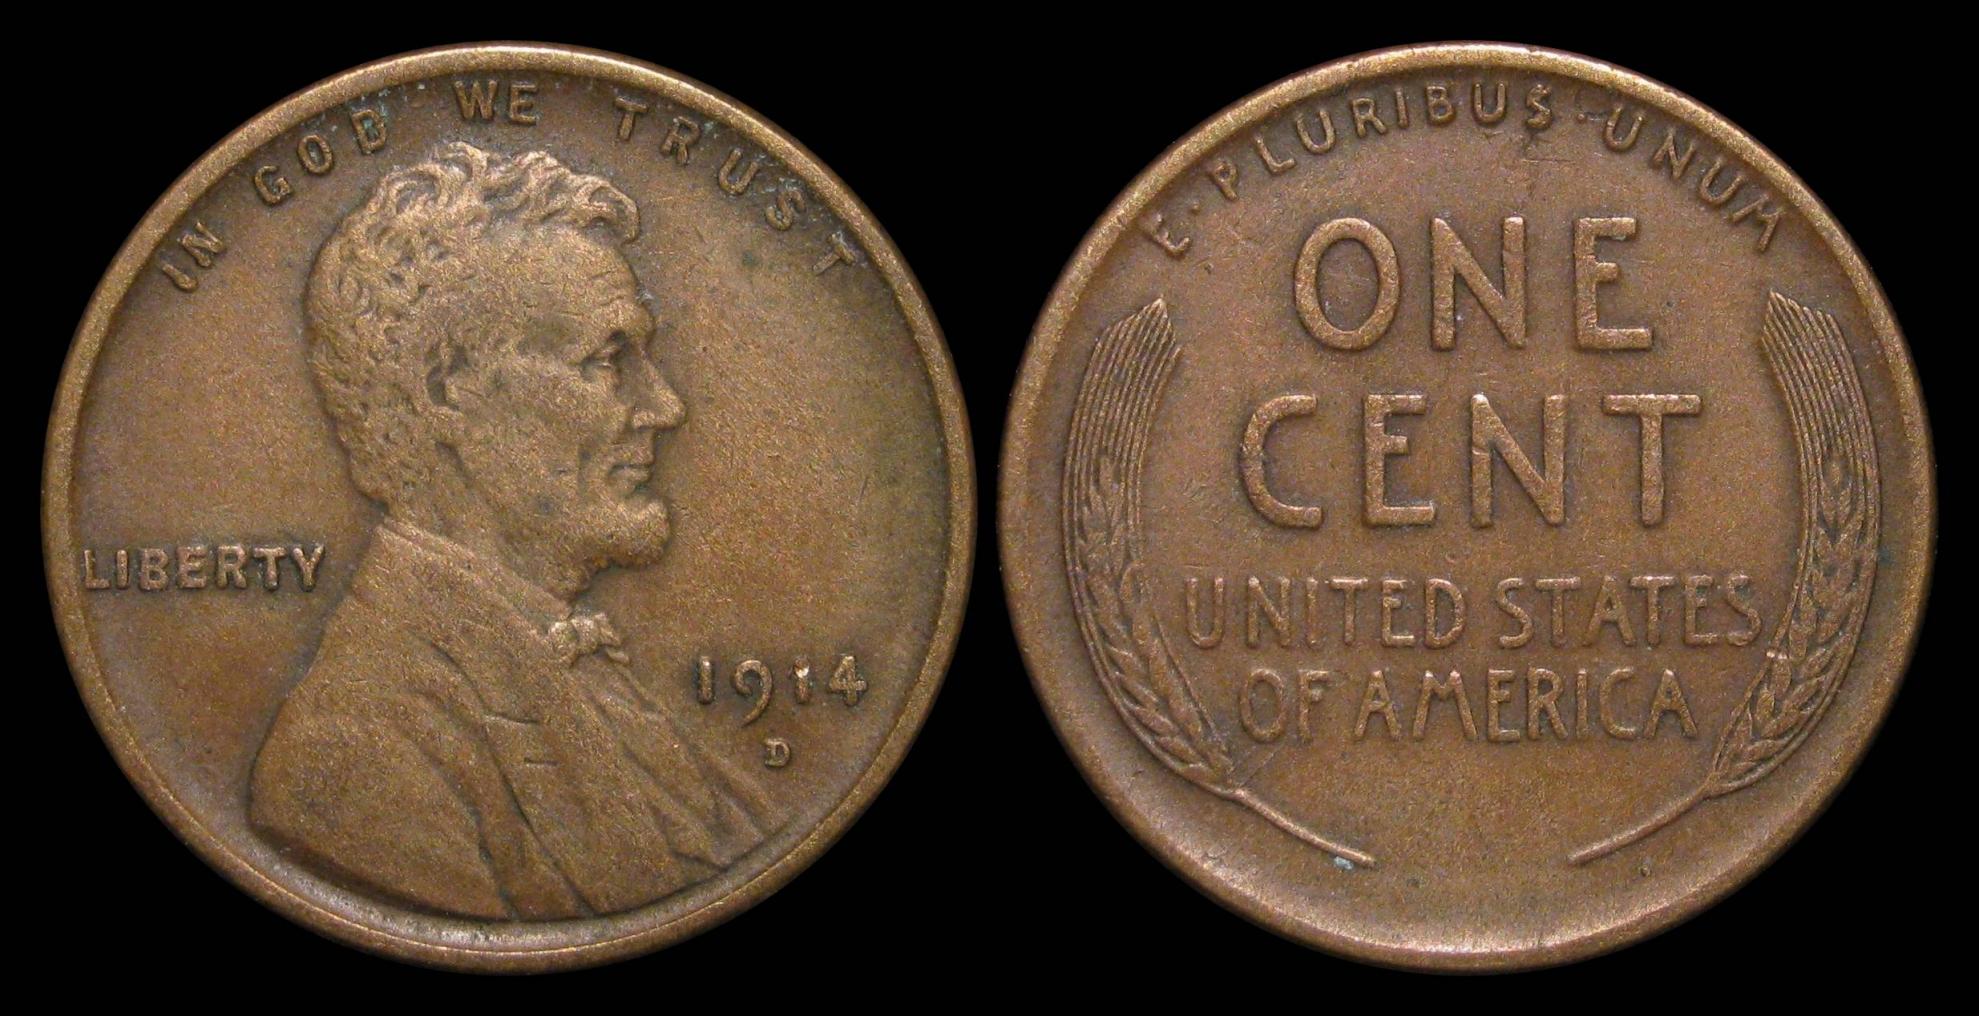 IN GOD WE TRUST
LIBERTY
1914
D
E·PLURIBUS·UNUM
ONE
CENT
UNITED STATES
OF AMERICA